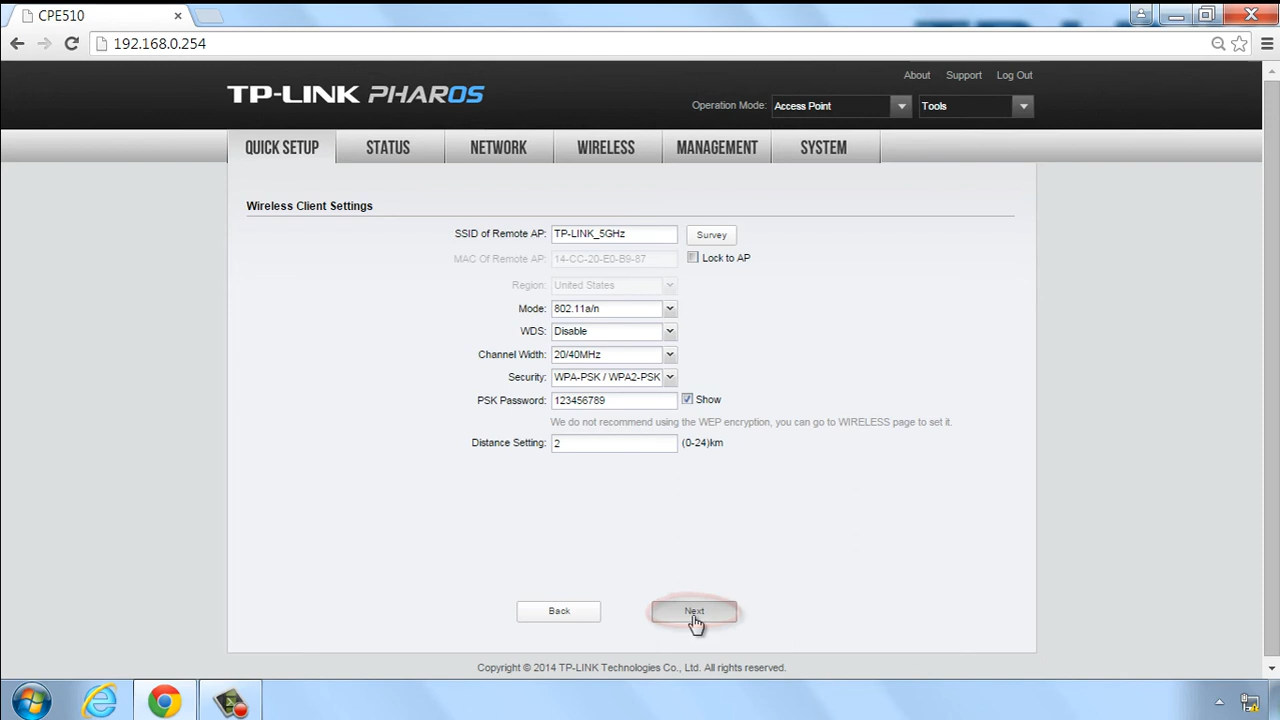 CPE510
192.168.0.254
About Support Log Out
TP-LINK PHAROS
Operation Mode: Access Point Tools
QUICK SETUP STATUS NETWORK WIRELESS MANAGEMENT SYSTEM
Wireless Client Settings
SSID of Remote AP: TP-LINK_5GHz Survey
MAC Of Remote AP: 14-CC-20-E0-B9-87 Lock to AP
Region: United States
Mode: 802.11a/n
WDS: Disable
Channel Width: 20/40MHz
Security: WPA-PSK / WPA2-PSK
PSK Password: 123456789 Show
We do not recommend using the WEP encryption, you can go to WIRELESS page to set it.
Distance Setting: 2 (0-24)km
Back Next
Copyright © 2014 TP-LINK Technologies Co., Ltd. All rights reserved.